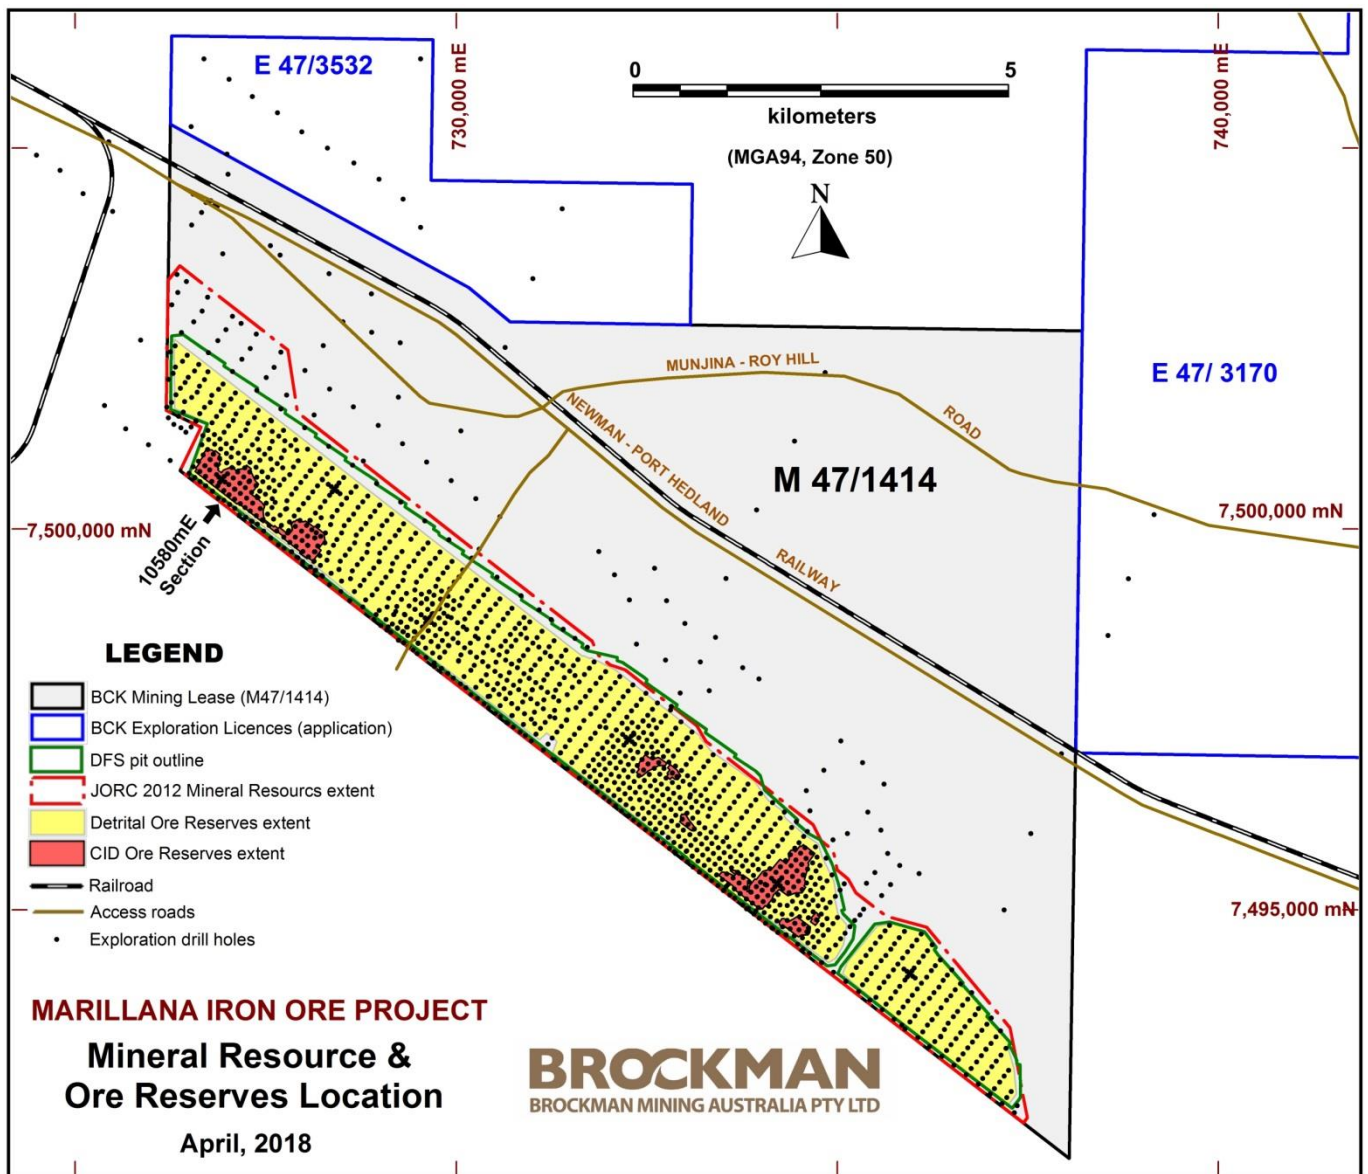 E 47/3532
730,000 mE
0 5
kilometers
(MGA94, Zone 50)
N
740,000 mE
MUNJINA - ROY HILL
ROAD
E 47/ 3170
NEWMAN - PORT HEDLAND
RAILWAY
M 47/1414
7,500,000 mN
7,500,000 mN
10580mE
Section
LEGEND
BCK Mining Lease (M47/1414)
BCK Exploration Licences (application)
DFS pit outline
JORC 2012 Mineral Resourcs extent
Detrital Ore Reserves extent
CID Ore Reserves extent
Railroad
Access roads
Exploration drill holes
7,495,000 mN
MARILLANA IRON ORE PROJECT
Mineral Resource &
Ore Reserves Location
April, 2018
BROCKMAN
BROCKMAN MINING AUSTRALIA PTY LTD